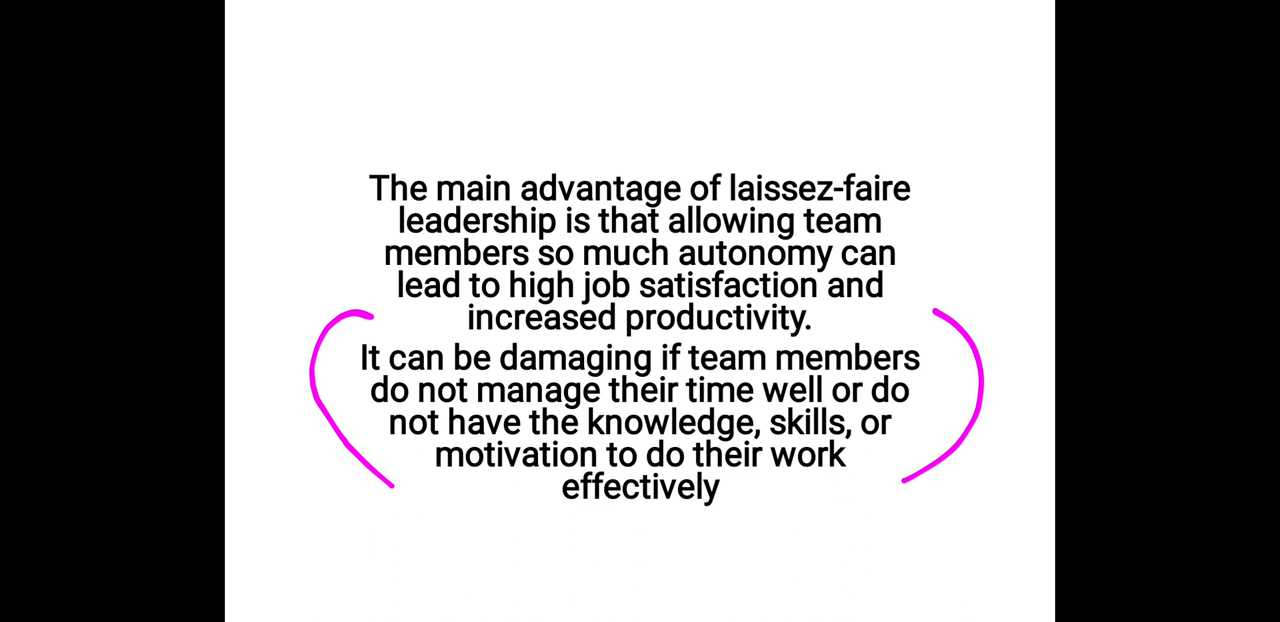 The main advantage of laissez-faire
leadership is that allowing team
members so much autonomy can
lead to high job satisfaction and
increased productivity.
It can be damaging if team members
do not manage their time well or do
not have the knowledge, skills, or
motivation to do their work
effectively